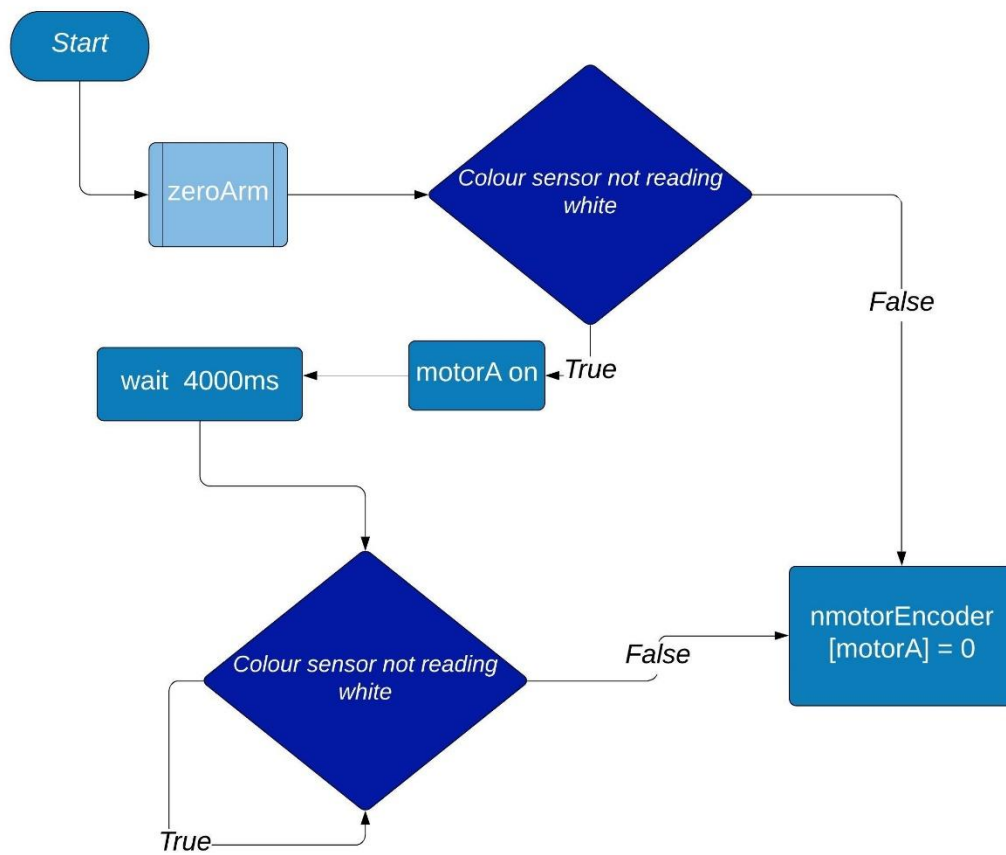 Start
zeroArm
Colour sensor not reading
white
False
True
motorA on
wait 4000ms
Colour sensor not reading
white
False
True
nmotorEncoder
[motorA] = 0